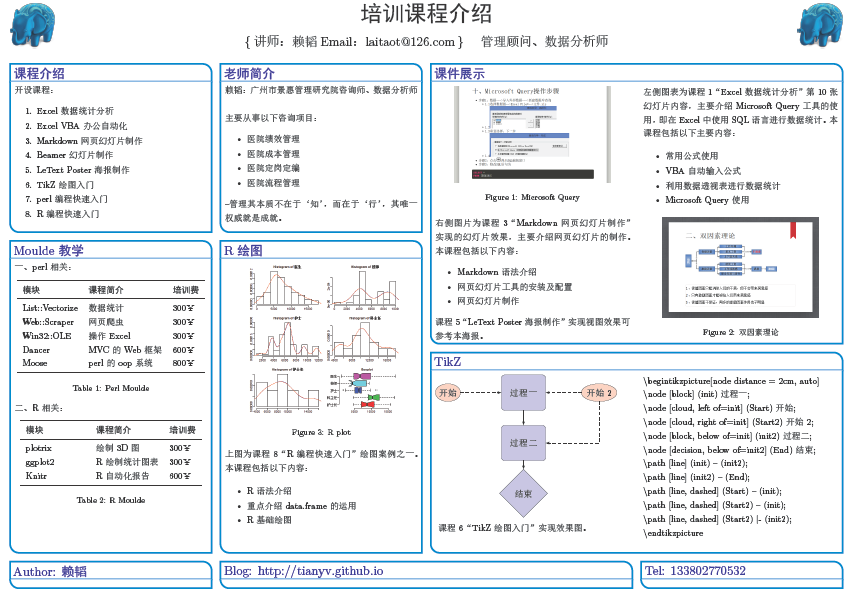 培训课程介绍
{ 讲师：赖韬 Email：laitaot@126.com } 管理顾问、数据分析师
课程介绍
开设课程：
1. Excel 数据统计分析
2. Excel VBA 办公自动化
3. Markdown 网页幻灯片制作
4. Beamer 幻灯片制作
5. LeText Poster 海报制作
6. TikZ 绘图入门
7. perl 编程快速入门
8. R 编程快速入门
Moulde 教学
一、perl 相关：
模块 课程简介 培训费
List::Vectorize 数据统计 300￥
Web::Scraper 网页爬虫 300￥
Win32::OLE 操作 Excel 300￥
Dancer MVC 的 Web 框架 600￥
Moose perl 的 oop 系统 800￥
Table 1: Perl Moulde
二、R 相关：
模块 课程简介 培训费
plotrix 绘制 3D 图 300￥
ggplot2 R 绘制统计图表 300￥
Knitr R 自动化报告 600￥
Table 2: R Moulde
老师简介
赖韬：广州市景惠管理研究院咨询师、数据分析师
主要从事以下咨询项目：
• 医院绩效管理
• 医院成本管理
• 医院定岗定编
• 医院流程管理
–管理其本质不在于‘知’，而在于‘行’，其唯一
权威就是成就。
R 绘图
Figure 3: R plot
上图为课程 8“R 编程快速入门”绘图案例之一。
本课程包括以下内容：
• R 语法介绍
• 重点介绍 data.frame 的运用
• R 基础绘图
课件展示
十、Microsoft Query操作步骤
Figure 1: Microsoft Query
右侧图片为课程 3“Markdown 网页幻灯片制作”
实现的幻灯片效果，主要介绍网页幻灯片的制作。
本课程包括以下内容：
• Markdown 语法介绍
• 网页幻灯片工具的安装及配置
• 网页幻灯片制作
课程 5“LeText Poster 海报制作”实现视图效果可
参考本海报。
左侧图表为课程 1“Excel 数据统计分析”第 10 张
幻灯片内容，主要介绍 Microsoft Query 工具的使
用，即在 Excel 中使用 SQL 语言进行数据统计。本
课程包括以下主要内容：
• 常用公式使用
• VBA 自动输入公式
• 利用数据透视表进行数据统计
• Microsoft Query 使用
二、双因素理论
Figure 2: 双因素理论
TikZ
开始
过程一
开始 2
过程二
结束
课程 6“TikZ 绘图入门”实现效果图。
\begintikzpicture[node distance = 2cm, auto]
\node [block] (init) 过程一;
\node [cloud, left of=init] (Start) 开始;
\node [cloud, right of=init] (Start2) 开始 2;
\node [block, below of=init] (init2) 过程二;
\node [decision, below of=init2] (End) 结束;
\path [line] (init) – (init2);
\path [line] (init2) – (End);
\path [line, dashed] (Start) – (init);
\path [line, dashed] (Start2) – (init);
\path [line, dashed] (Start2) |- (init2);
\endtikzpicture
Author: 赖韬
Blog: http://tianyv.github.io
Tel: 133802770532